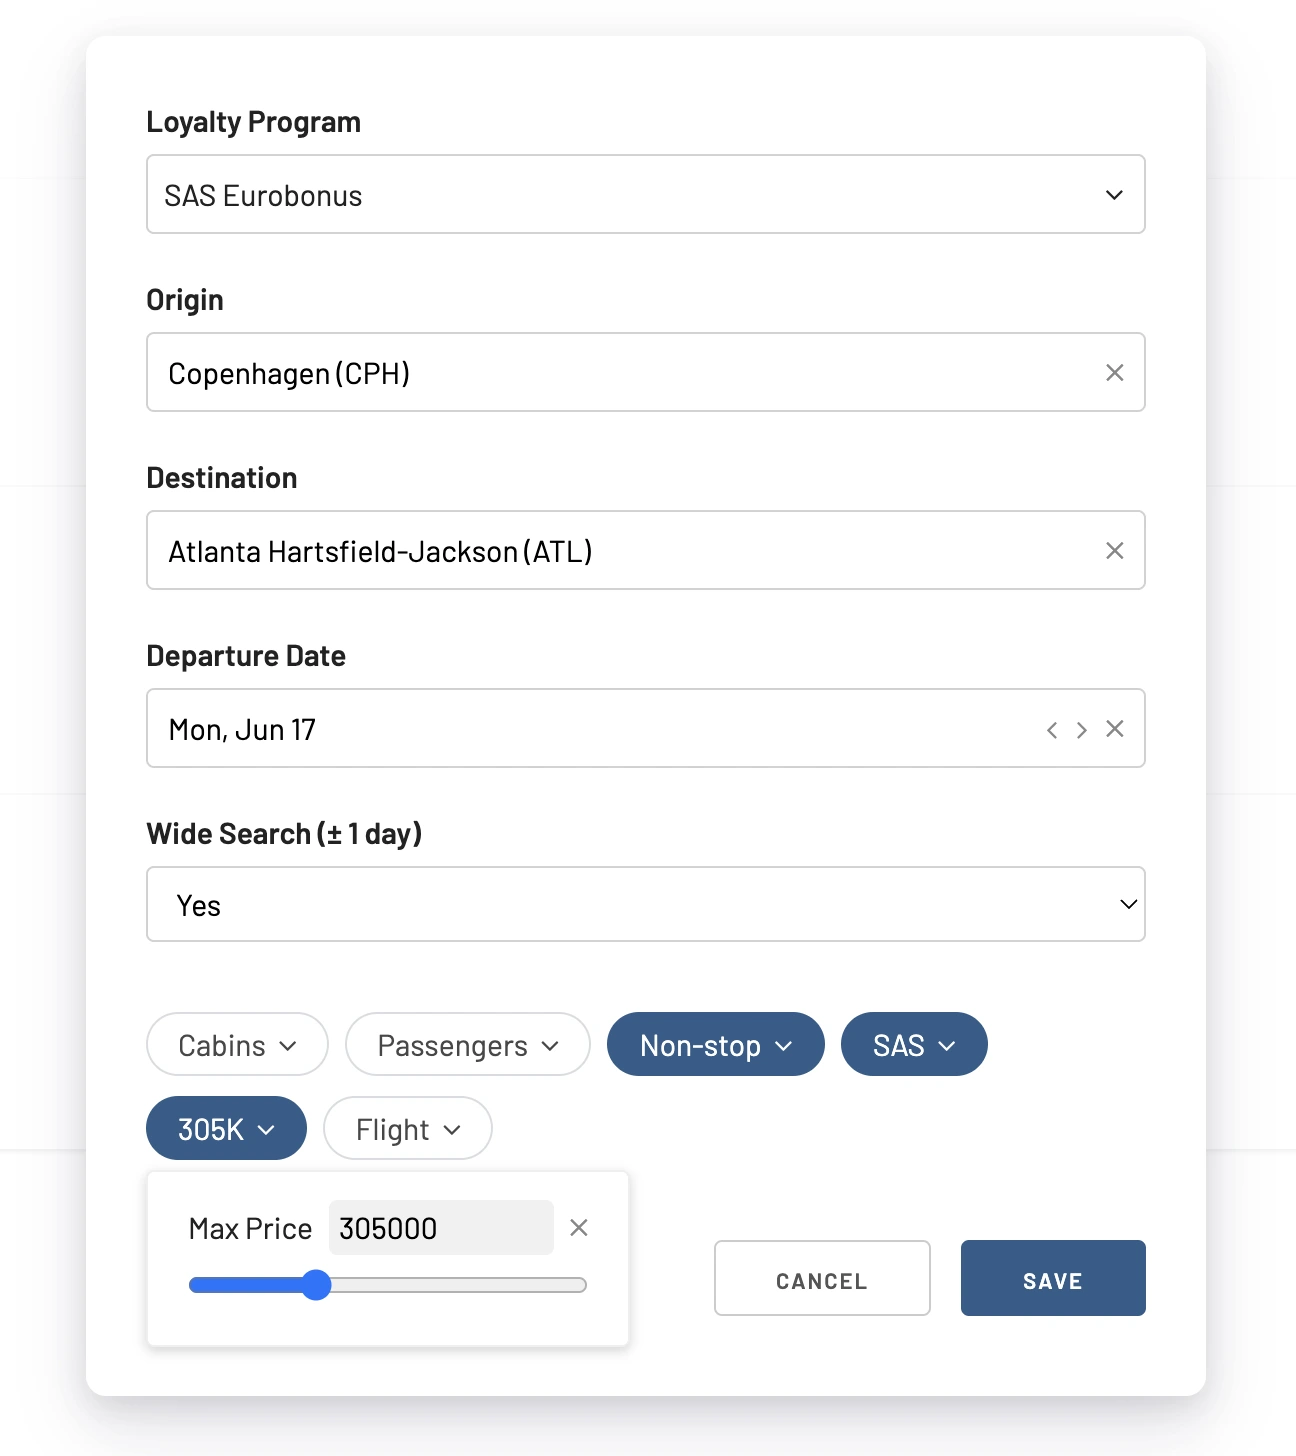 Loyalty Program
SAS Eurobonus
Origin
Copenhagen (CPH)
Destination
Atlanta Hartsfield-Jackson (ATL)
Departure Date
Mon, Jun 17
Wide Search (± 1 day)
Yes
Cabins Passengers Non-stop SAS
305K Flight
Max Price 305000
CANCEL SAVE